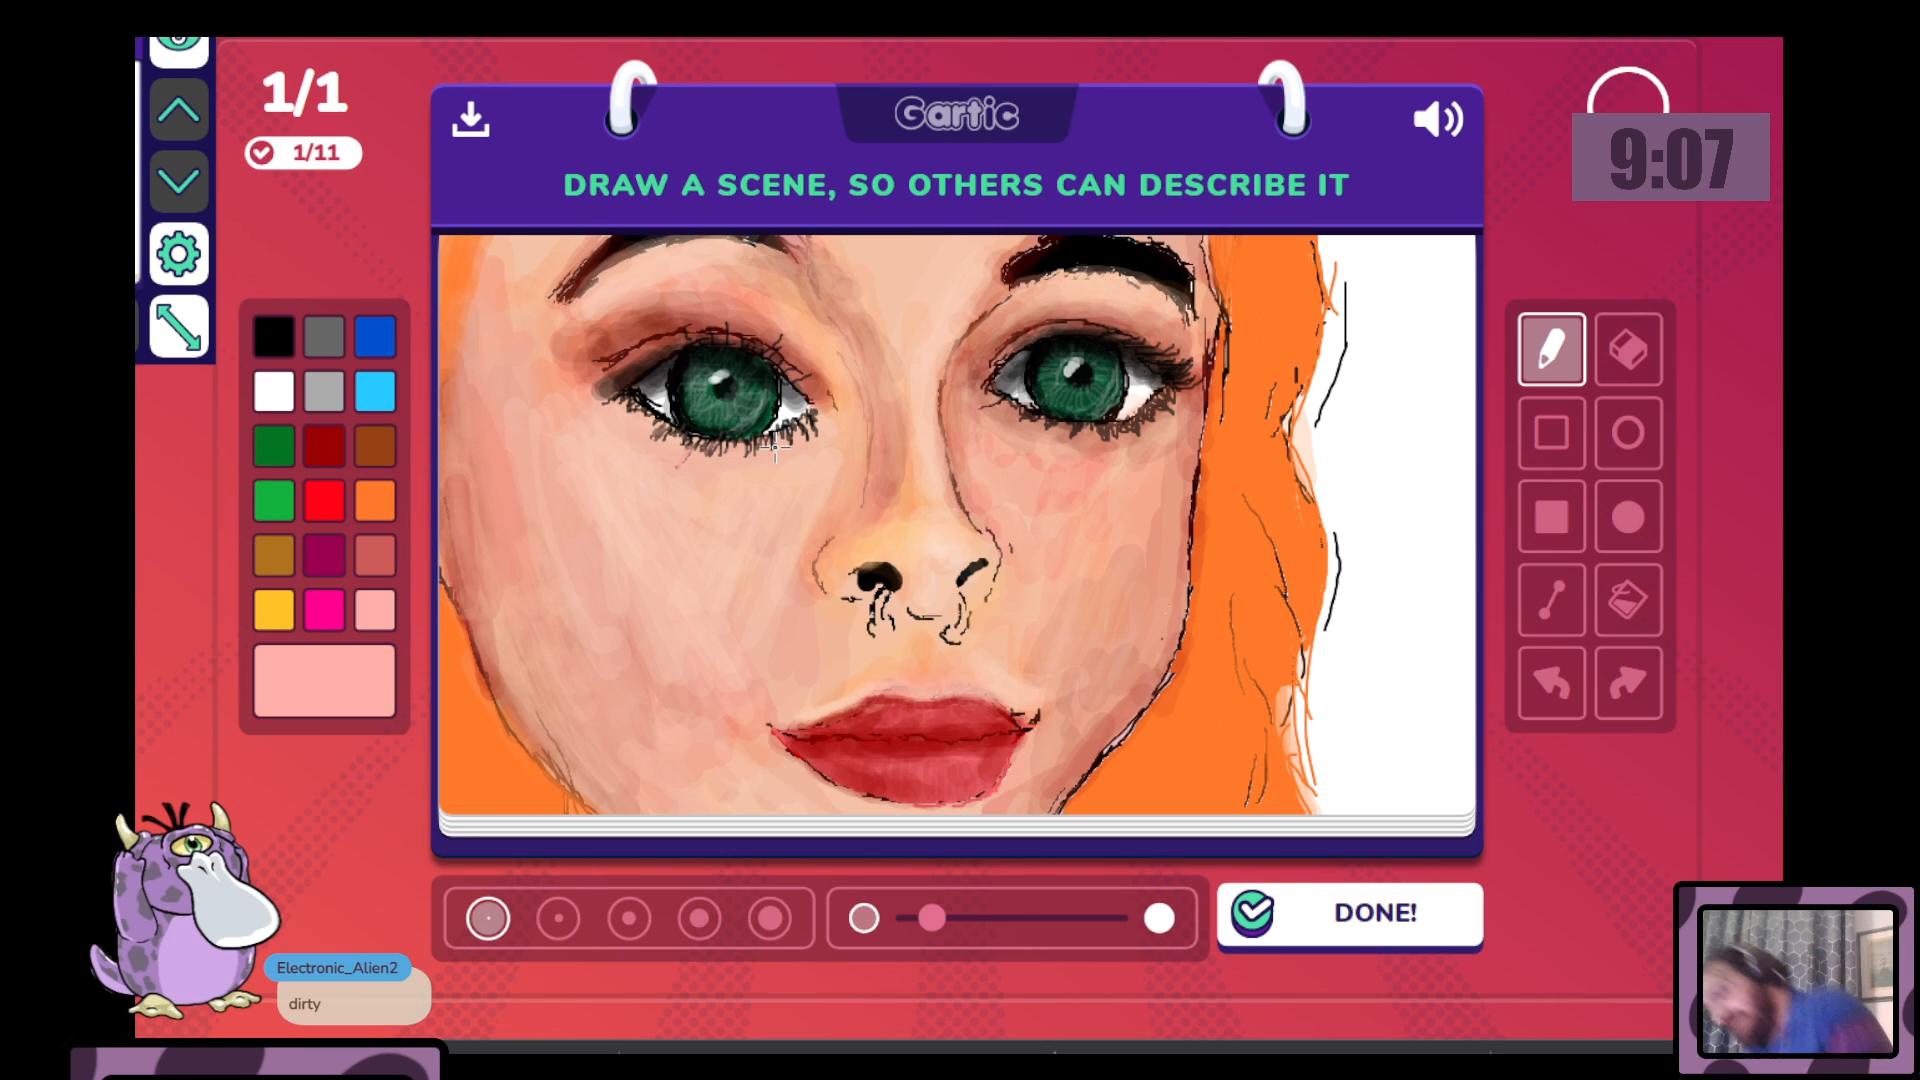 1/1
1/11
Gartic
9:07
DRAW A SCENE, SO OTHERS CAN DESCRIBE IT
DONE!
Electronic_Alien2
dirty